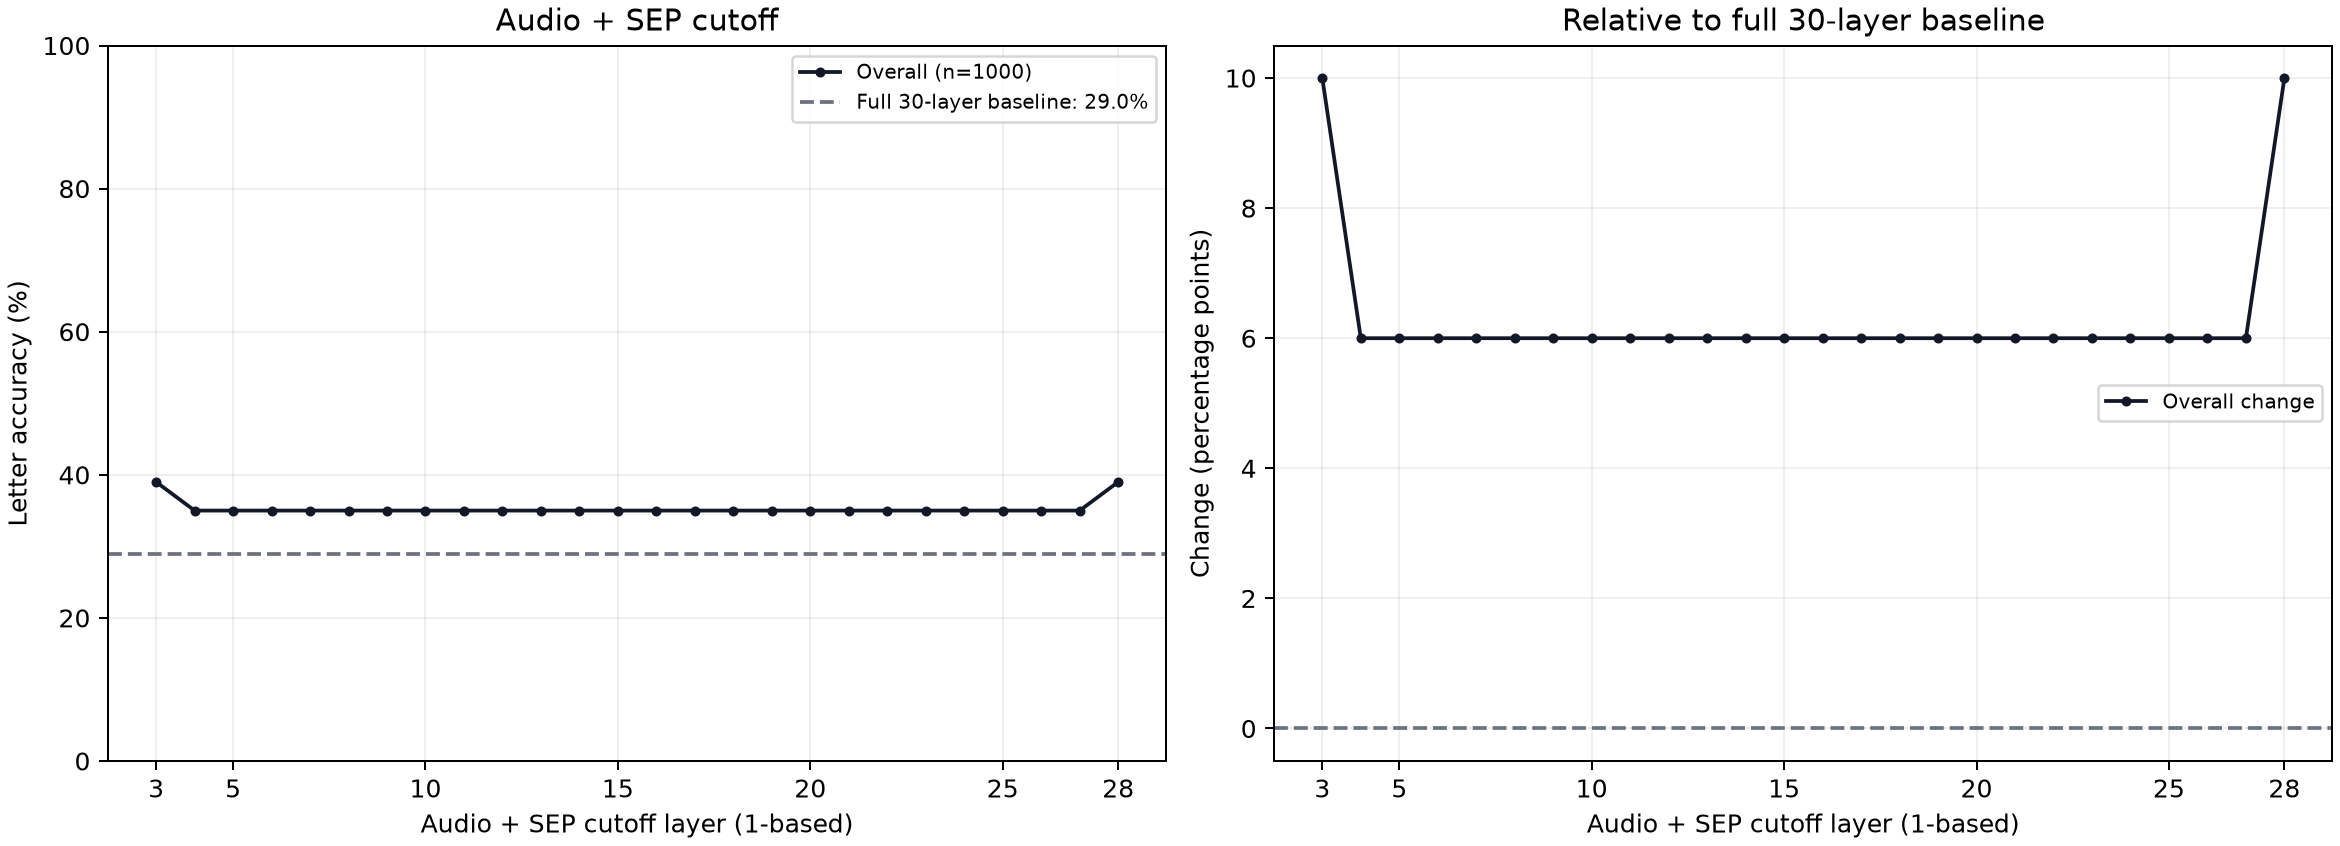 Audio + SEP cutoff
Letter accuracy (%)
100
80
60
40
20
0
Overall (n=1000)
Full 30-layer baseline: 29.0%
3 5 10 15 20 25 28
Audio + SEP cutoff layer (1-based)
Relative to full 30-layer baseline
Change (percentage points)
10
8
6
4
2
0
Overall change
3 5 10 15 20 25 28
Audio + SEP cutoff layer (1-based)